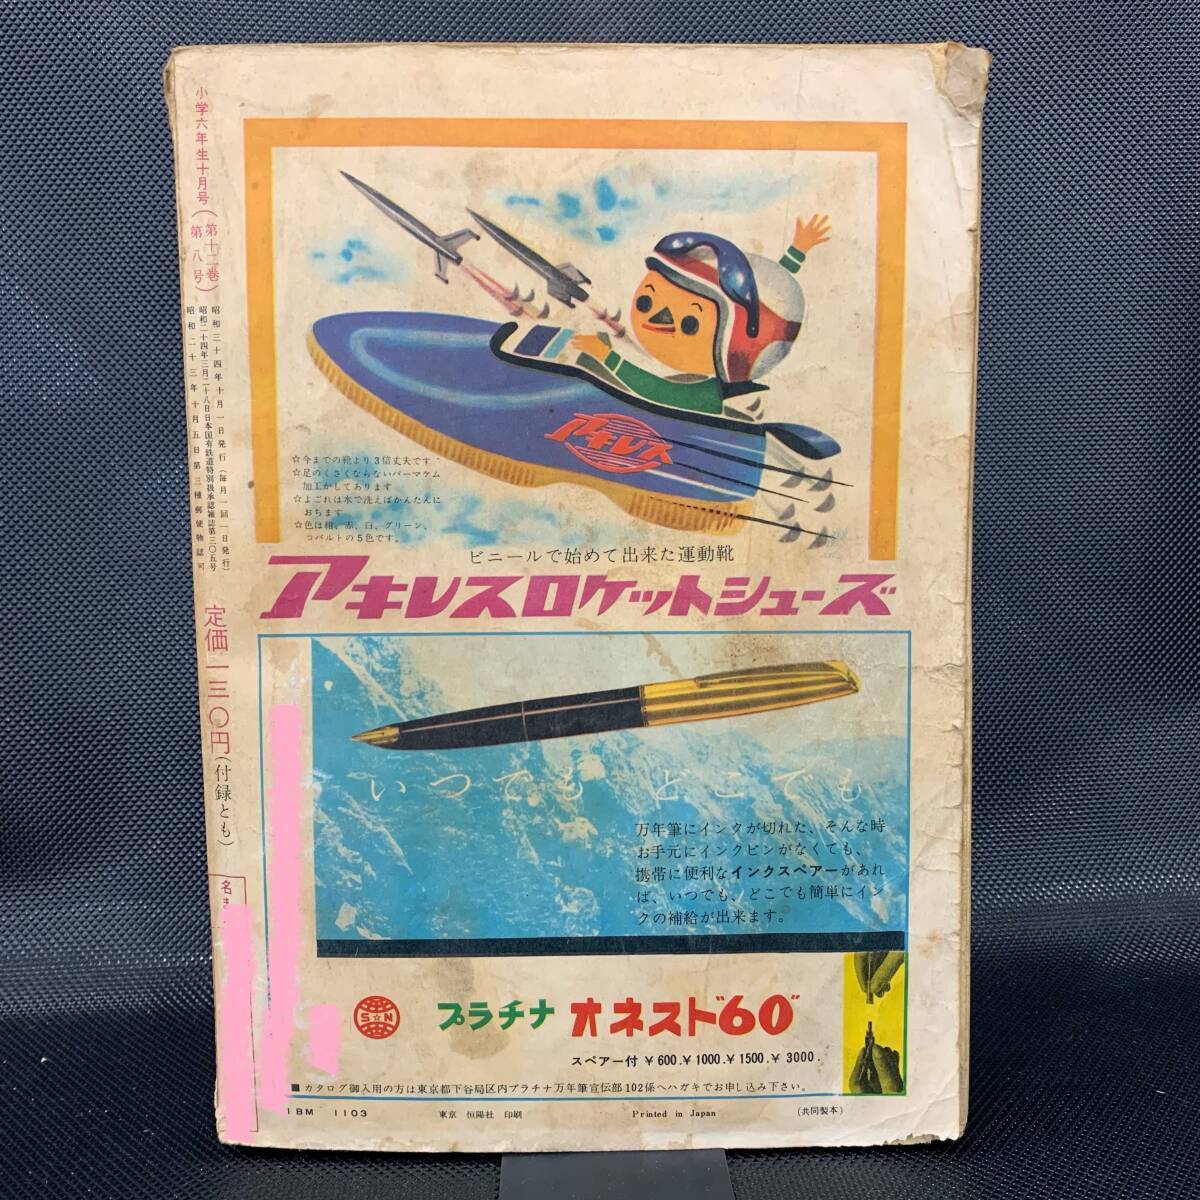 小学六年生十月号(第十二巻 第八号)
昭和三十四年十月一日発行(毎月一回一日発行)
昭和二十四年三月二十八日日本国有鉄道特別扱承認雑誌第三〇五号
昭和二十三年十月五日第三種郵便物認可
定価一三〇円(付録とも)
名ま
アキレス
☆今までの靴より3倍丈夫です
☆足のくさくならないパーマケム
加工がしてあります
☆よごれは水で洗えばかんたんに
おちます
☆色は紺、赤、白、グリーン、
コバルトの5色です。
ビニールで始めて出来た運動靴
アキレスロケットシューズ
いつでも どこでも
万年筆にインクが切れた、そんな時
お手元にインクビンがなくても、
携帯に便利なインクスペアーがあれ
ば、いつでも、どこでも簡単にイン
クの補給が出来ます。
S☆N
プラチナ オネスト"60"
スペアー付 ¥600.¥1000.¥1500.¥3000.
■カタログ御入用の方は東京都下谷局区内プラチナ万年筆宣伝部102係へハガキでお申し込み下さい。
IBM 1103
東京 恒陽社 印刷
Printed in Japan
(共同製本)